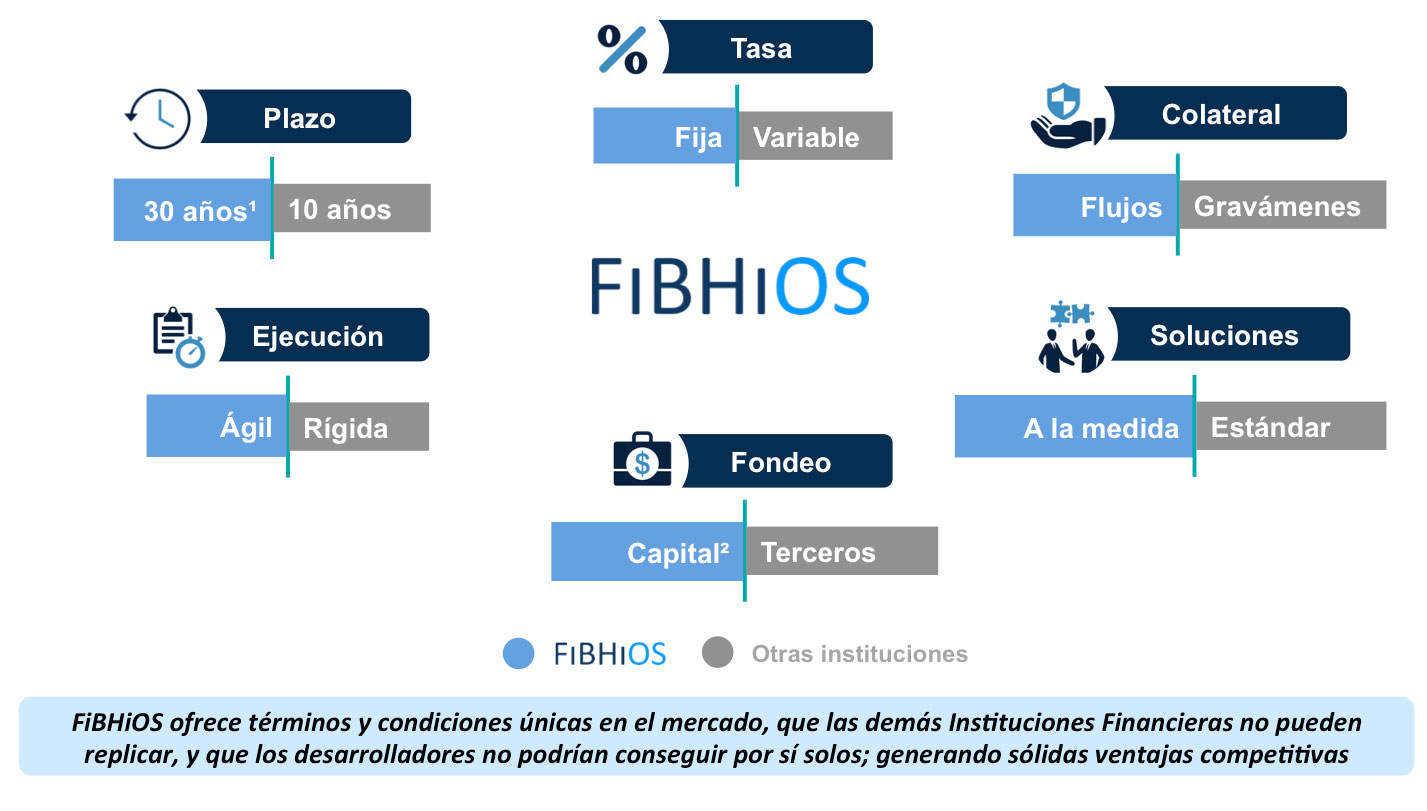 Tasa
Fija
Variable
Plazo
30 años¹
10 años
Colateral
Flujos
Gravámenes
FiBHiOS
Ejecución
Ágil
Rígida
Soluciones
A la medida
Estándar
Fondeo
Capital²
Terceros
FiBHiOS
Otras instituciones
FiBHiOS ofrece términos y condiciones únicas en el mercado, que las demás Instituciones Financieras no pueden
replicar, y que los desarrolladores no podrían conseguir por sí solos; generando sólidas ventajas competitivas